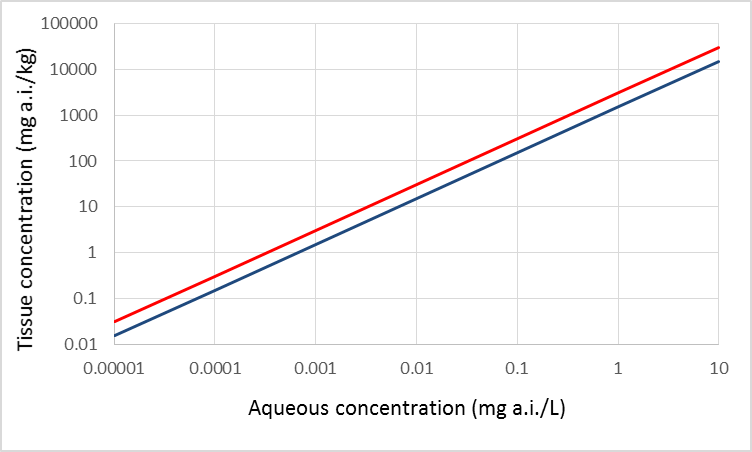 Tissue concentration (mg a.i./kg)
100000
10000
1000
100
10
1
0.1
0.01
0.00001 0.0001 0.001 0.01 0.1 1 10
Aqueous concentration (mg a.i./L)